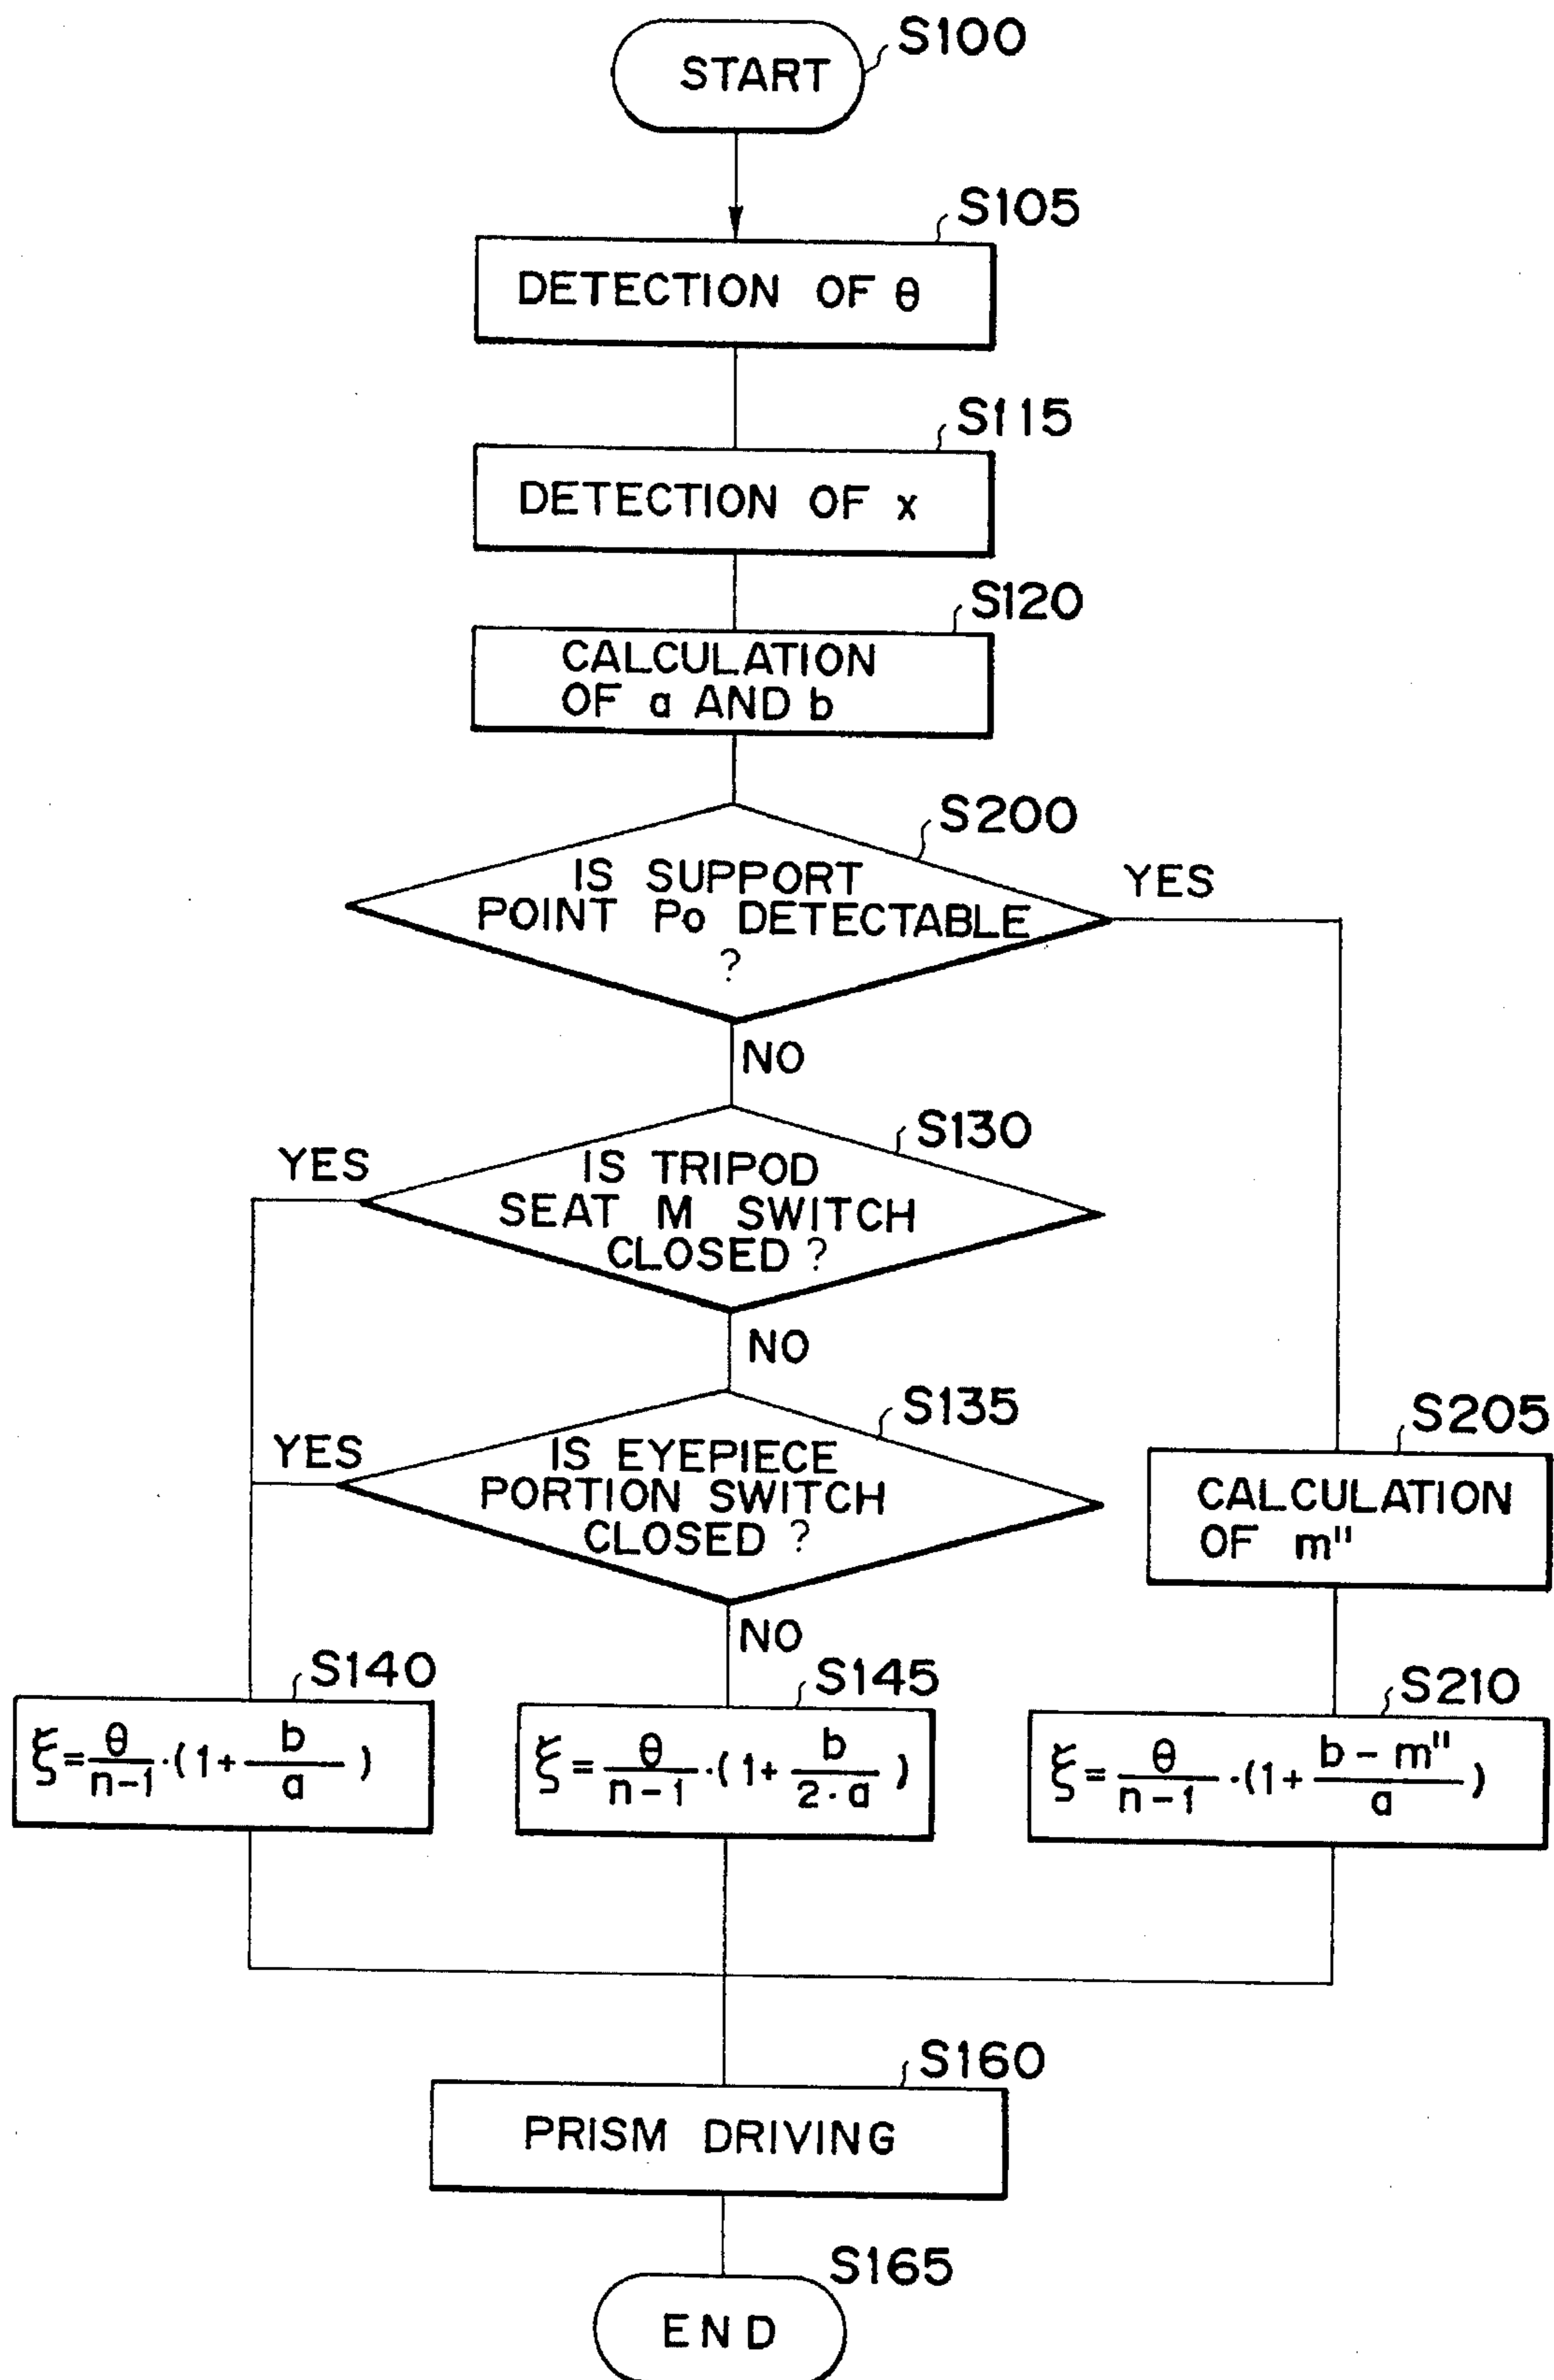 START
S100
S105
DETECTION OF θ
S115
DETECTION OF x
S120
CALCULATION
OF a AND b
S200
IS SUPPORT
POINT Po DETECTABLE
?
YES
NO
S130
IS TRIPOD
SEAT M SWITCH
CLOSED ?
YES
NO
S135
IS EYEPIECE
PORTION SWITCH
CLOSED ?
YES
NO
S205
CALCULATION
OF m"
S140
ξ = θ/n-1 · (1 + b/a)
S145
ξ = θ/n-1 · (1 + b/2·a)
S210
ξ = θ/n-1 · (1 + b-m"/a)
S160
PRISM DRIVING
S165
END